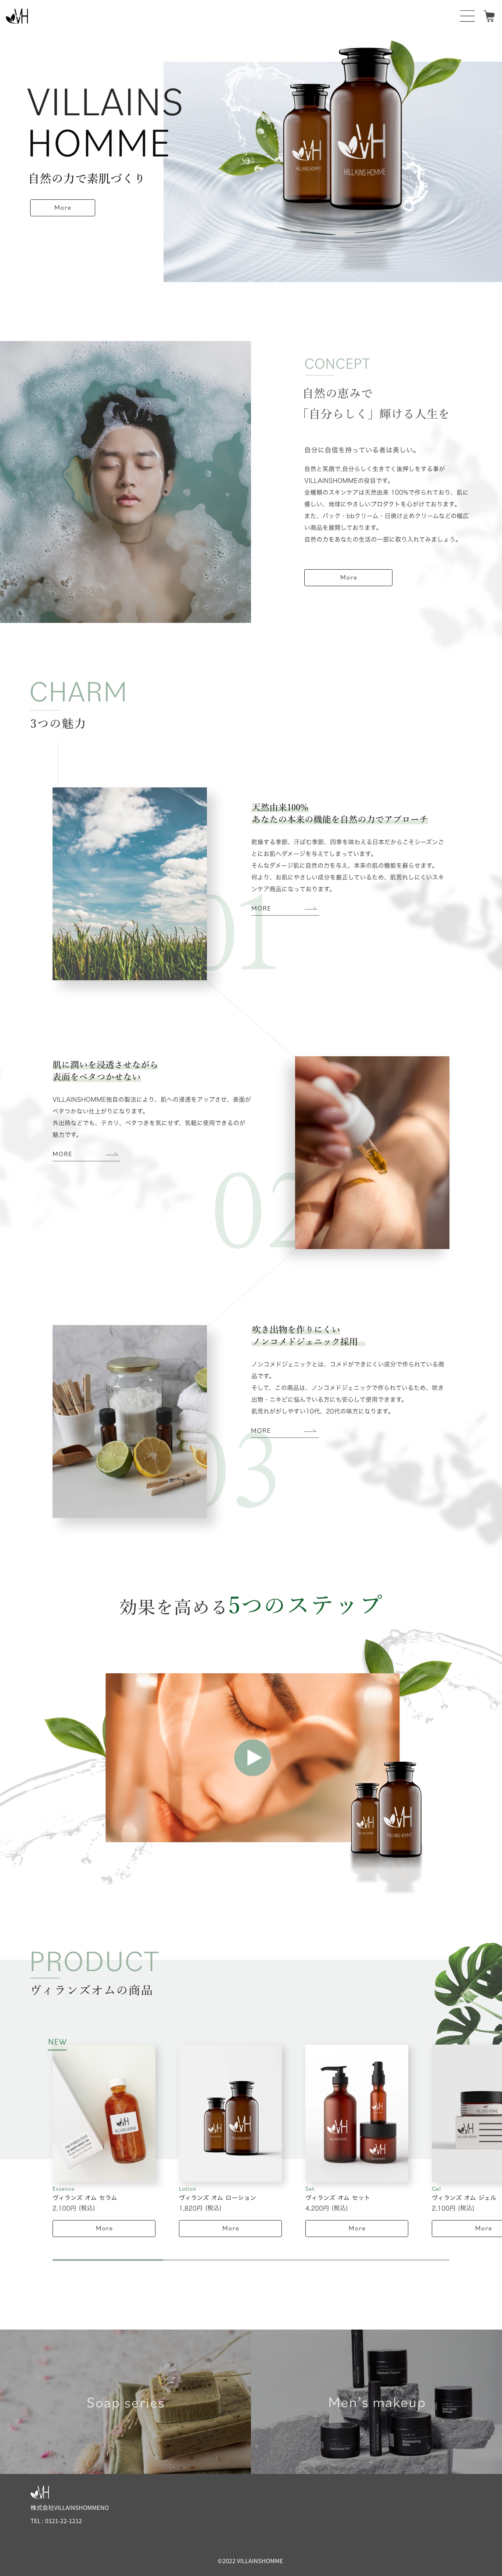 VH
VILLAINS
HOMME
自然の力で素肌づくり
More
VH
HILLAINS HOMME
VH
HILLAINS HOMME
CONCEPT
自然の恵みで
「自分らしく」輝ける人生を
自分に自信を持っている者は美しい。
自然と笑顔で,自分らしく生きてく後押しをする事が
VILLAINSHOMMEの役目です。
全種類のスキンケアは天然由来 100%で作られており、肌に
優しい、地球にやさしいプロダクトを心がけております。
また、パック・bbクリーム・日焼け止めクリームなどの幅広
い商品を展開しております。
自然の力をあなたの生活の一部に取り入れてみましょう。
More
CHARM
3つの魅力
天然由来100%
あなたの本来の機能を自然の力でアプローチ
乾燥する季節、汗ばむ季節、四季を味わえる日本だからこそシーズンご
とにお肌へダメージを与えてしまっています。
そんなダメージ肌に自然の力を与え、本来の肌の機能を蘇らせます。
何より、お肌にやさしい成分を厳正しているため、肌荒れしにくいスキ
ンケア商品になっております。
MORE
01
肌に潤いを浸透させながら
表面をベタつかせない
VILLAINSHOMME独自の製法により、肌への浸透をアップさせ、表面が
ベタつかない仕上がりになります。
外出時などでも、テカリ、ベタつきを気にせず、気軽に使用できるのが
魅力です。
MORE
02
吹き出物を作りにくい
ノンコメドジェニック採用
ノンコメドジェニックとは、コメドができにくい成分で作られている商
品です。
そして、この商品は、ノンコメドジェニックで作られているため、吹き
出物・ニキビに悩んでいる方にも安心して使用できます。
肌荒れががしやすい10代、20代の味方になります。
MORE
03
効果を高める5つのステップ
VH
VH
PRODUCT
ヴィランズオムの商品
NEW
Essence
ヴィランズ オム セラム
2,100円 (税込)
More
Lotion
ヴィランズ オム ローション
1,820円 (税込)
More
Set
ヴィランズ オム セット
4,200円 (税込)
More
Gel
ヴィランズ オム ジェル
2,100円 (税込)
More
Soap series
Men's makeup
VH
株式会社VILLAINSHOMMENO
TEL : 0121-22-1212
©2022 VILLAINSHOMME